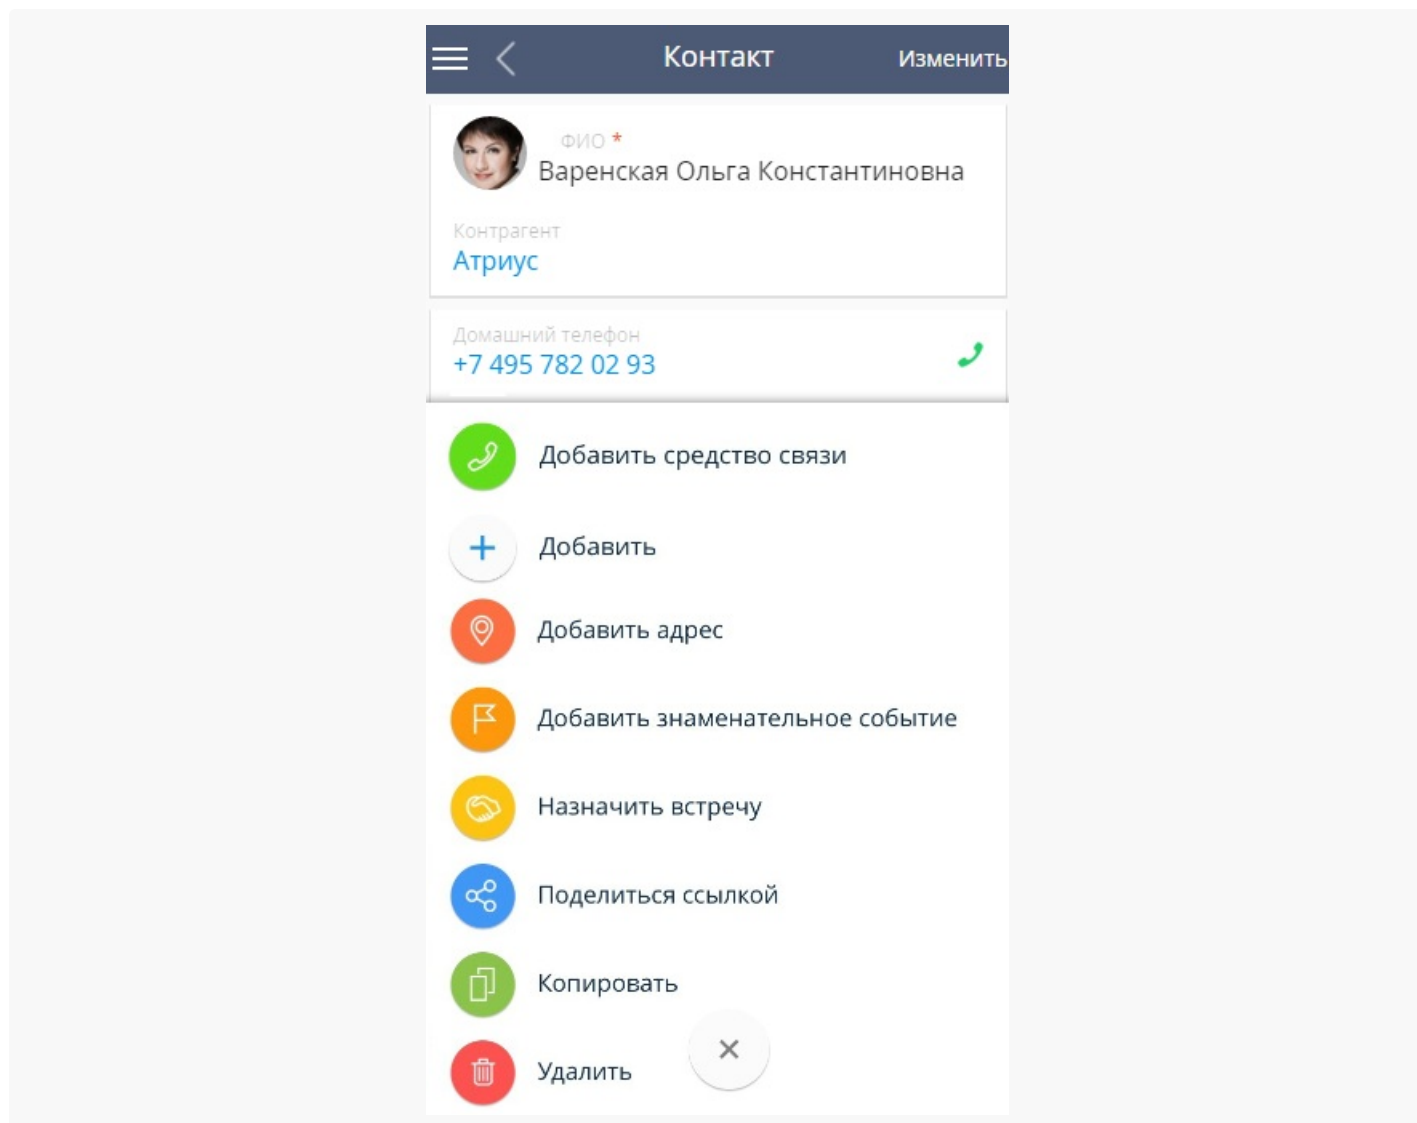 Контакт
Изменить
ФИО *
Варенская Ольга Константиновна
Контрагент
Атриус
Домашний телефон
+7 495 782 02 93
Добавить средство связи
Добавить
Добавить адрес
Добавить знаменательное событие
Назначить встречу
Поделиться ссылкой
Копировать
Удалить